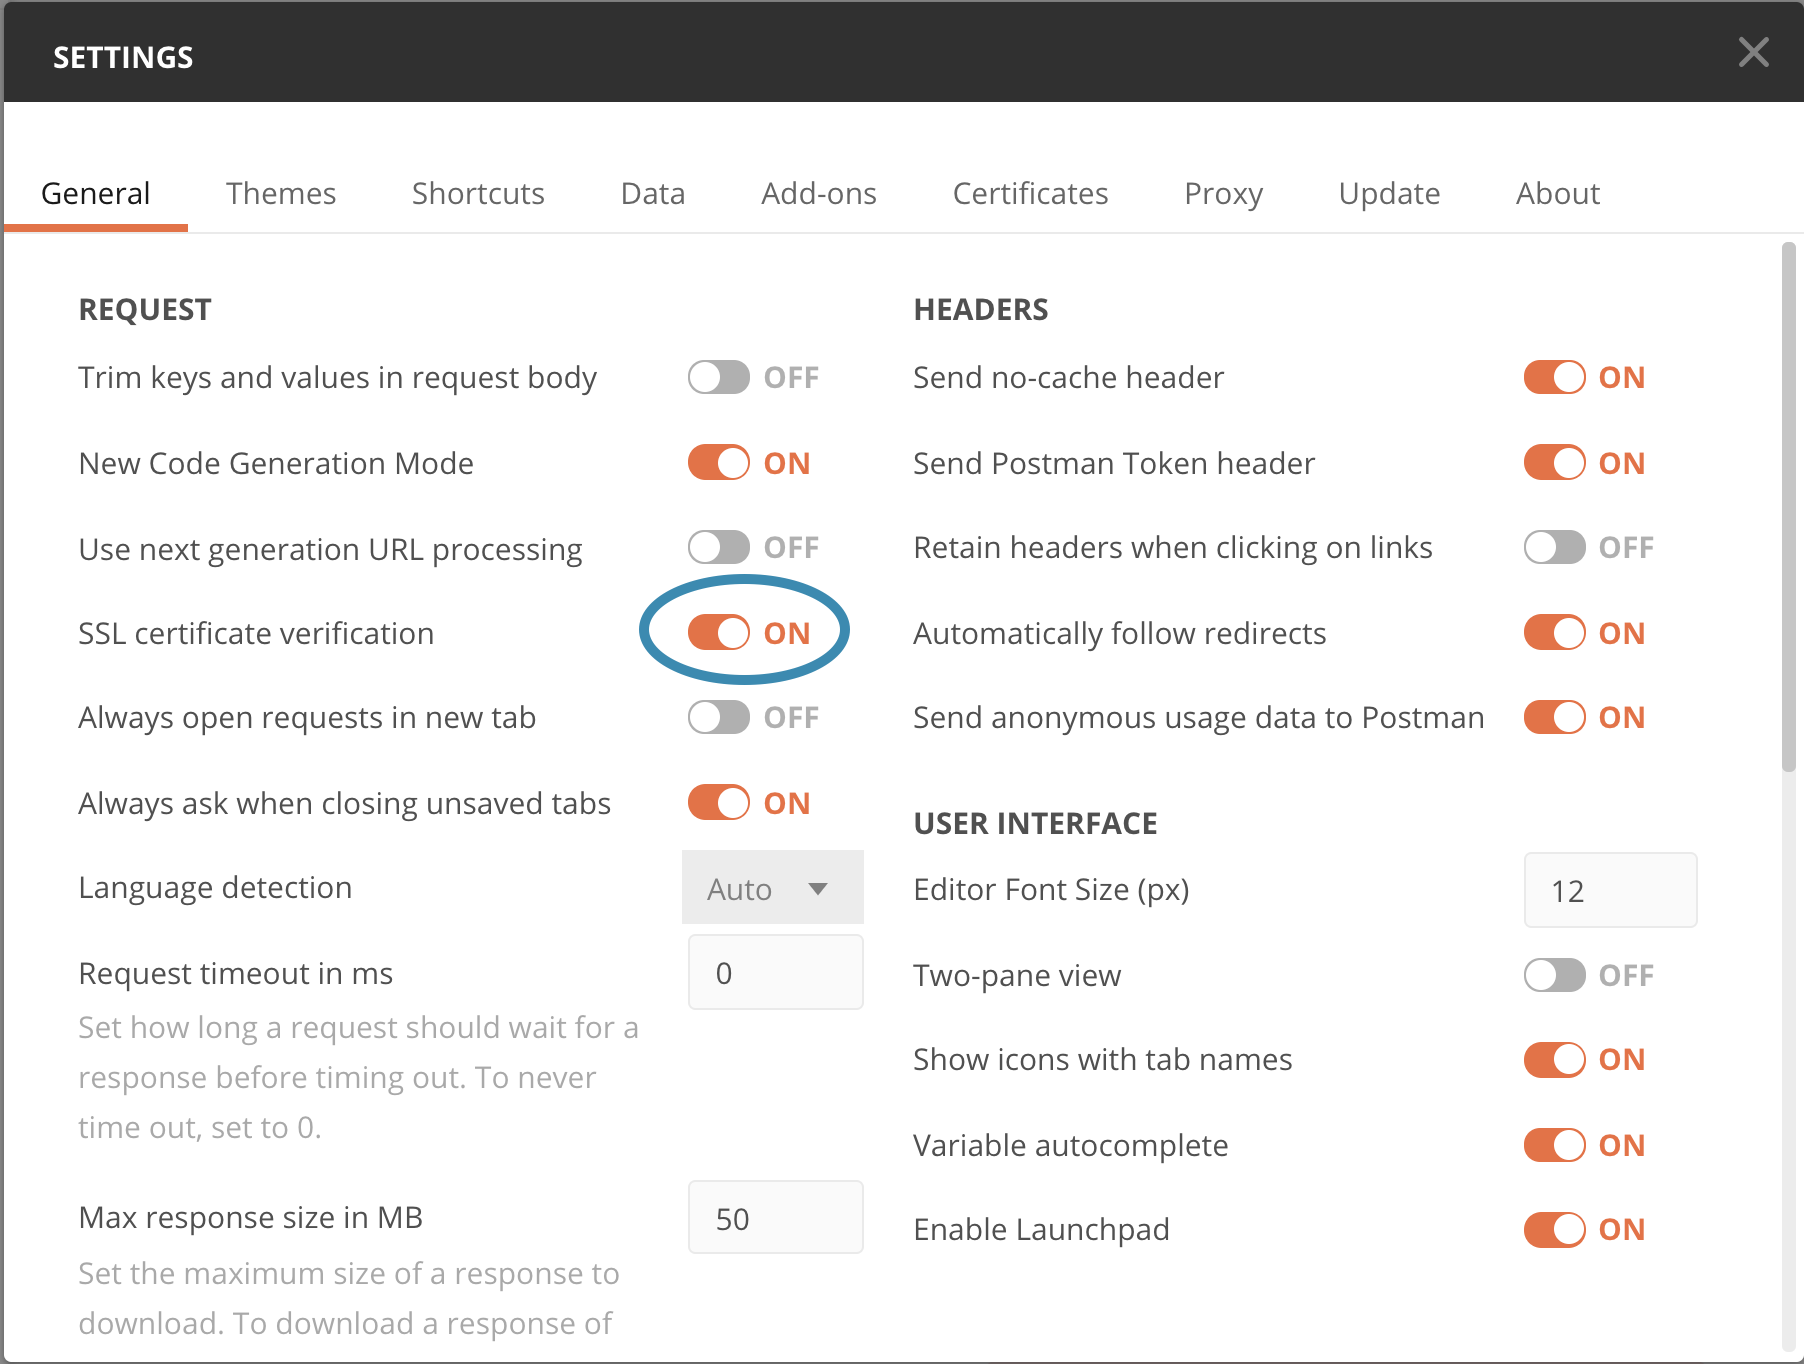 SETTINGS
General Themes Shortcuts Data Add-ons Certificates Proxy Update About
REQUEST
Trim keys and values in request body OFF
New Code Generation Mode ON
Use next generation URL processing OFF
SSL certificate verification ON
Always open requests in new tab OFF
Always ask when closing unsaved tabs ON
Language detection Auto
Request timeout in ms 0
Set how long a request should wait for a
response before timing out. To never
time out, set to 0.
Max response size in MB 50
Set the maximum size of a response to
download. To download a response of
HEADERS
Send no-cache header ON
Send Postman Token header ON
Retain headers when clicking on links OFF
Automatically follow redirects ON
Send anonymous usage data to Postman ON
USER INTERFACE
Editor Font Size (px) 12
Two-pane view OFF
Show icons with tab names ON
Variable autocomplete ON
Enable Launchpad ON